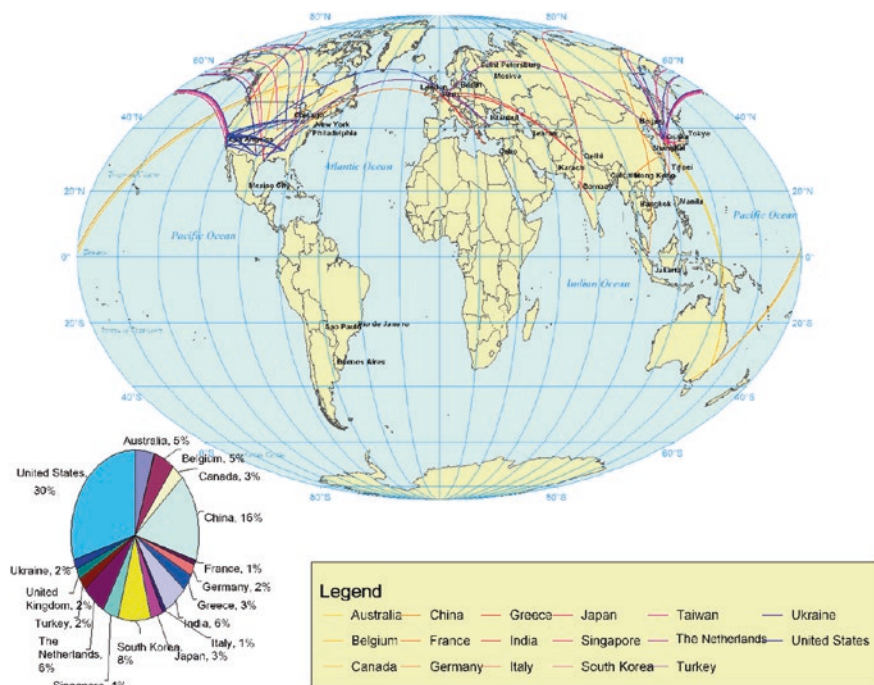 80°N
80°N
60°N
60°N
Saint Petersburg
Moskva
London
Berlin
Paris
Chicago
New York
Philadelphia
Istanbul
Tehran
Beijing
Osaka
Tokyo
Shanghai
Cairo
Delhi
Karachi
Taipei
Hong Kong
Atlantic Ocean
Mexico City
20°N
20°N
Bangkok
Manila
Pacific Ocean
Pacific Ocean
0°
0°
Jakarta
Indian Ocean
20°S
20°S
Sao Paulo
Rio de Janeiro
Buenos Aires
40°S
40°S
60°S
60°S
80°S
80°S
Australia, 5%
Belgium, 5%
Canada, 3%
United States,
30%
China, 16%
France, 1%
Germany, 2%
Greece, 3%
India, 6%
Italy, 1%
Japan, 3%
South Korea,
8%
The
Netherlands,
6%
Turkey, 2%
United
Kingdom, 2%
Ukraine, 2%
Legend
Australia China Greece Japan Taiwan Ukraine
Belgium France India Singapore The Netherlands United States
Canada Germany Italy South Korea Turkey